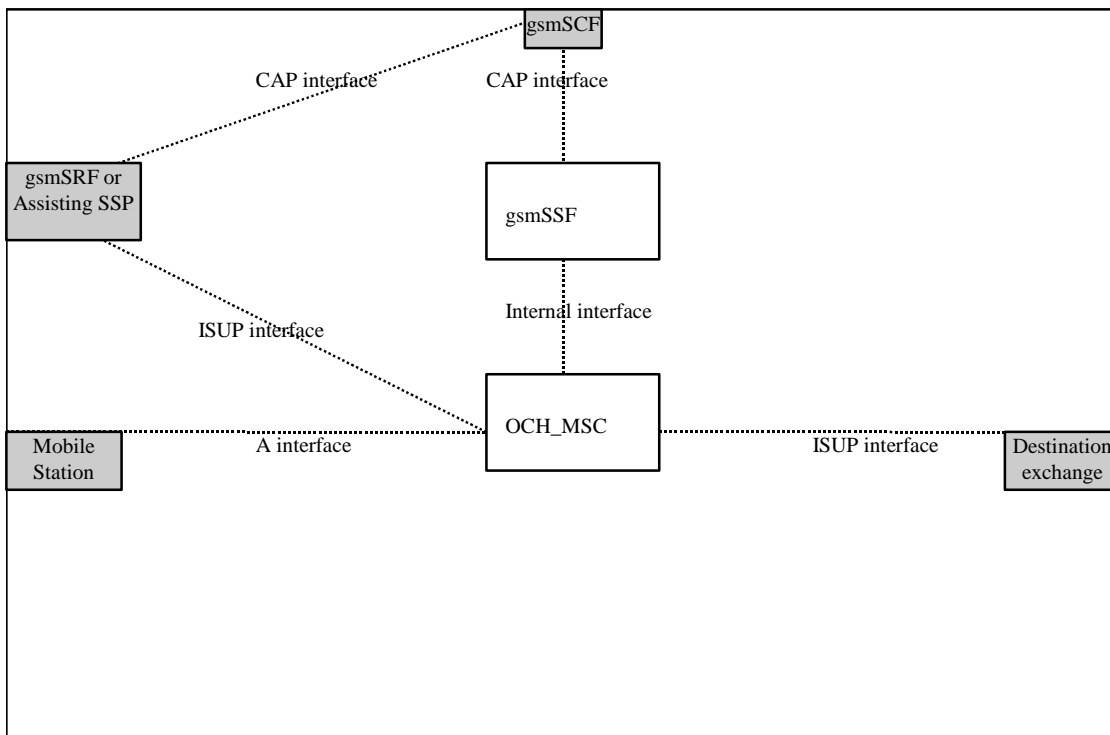 gsmSCF
CAP interface
CAP interface
gsmSRF or
Assisting SSP
gsmSSF
Internal interface
ISUP interface
OCH_MSC
Mobile
Station
A interface
ISUP interface
Destination
exchange